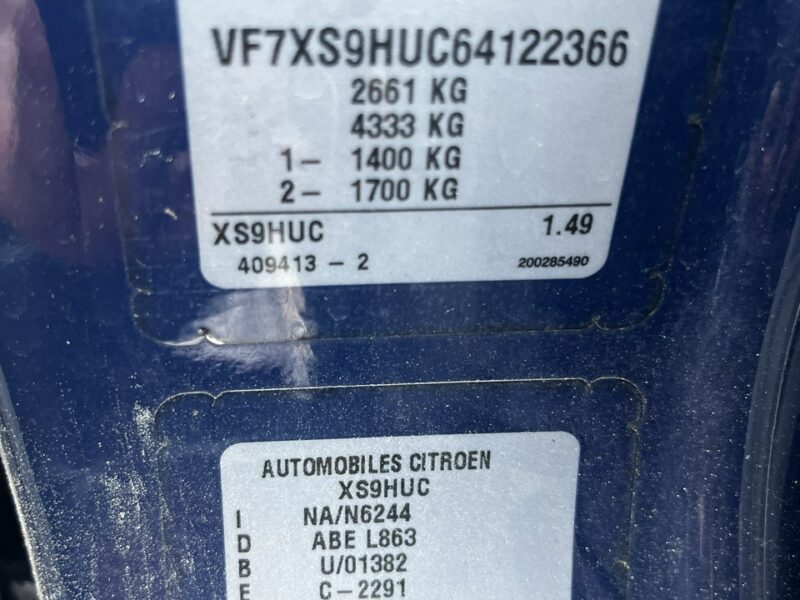 VF7XS9HUC64122366
2661 KG
4333 KG
1- 1400 KG
2- 1700 KG
XS9HUC 1.49
409413-2 200285490
AUTOMOBILES CITROEN
XS9HUC
I NA/N6244
D ABE L863
B U/01382
E C-2291